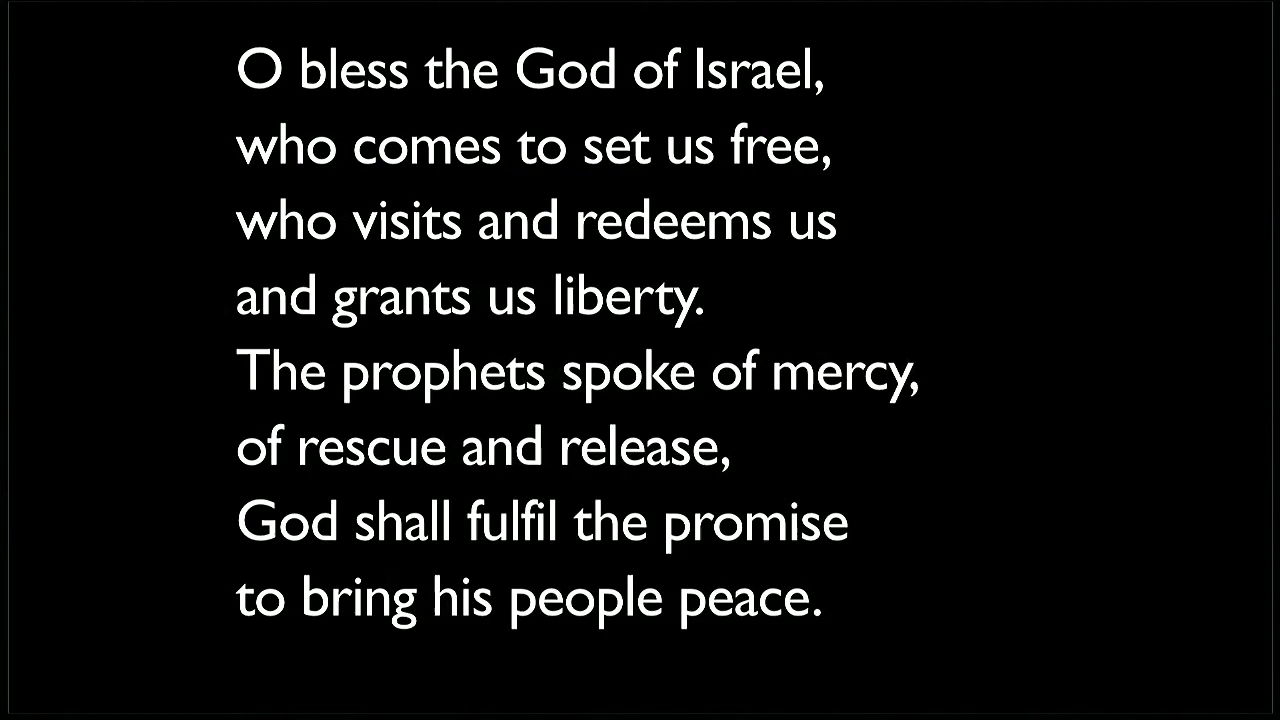 O bless the God of Israel,
who comes to set us free,
who visits and redeems us
and grants us liberty.
The prophets spoke of mercy,
of rescue and release,
God shall fulfil the promise
to bring his people peace.